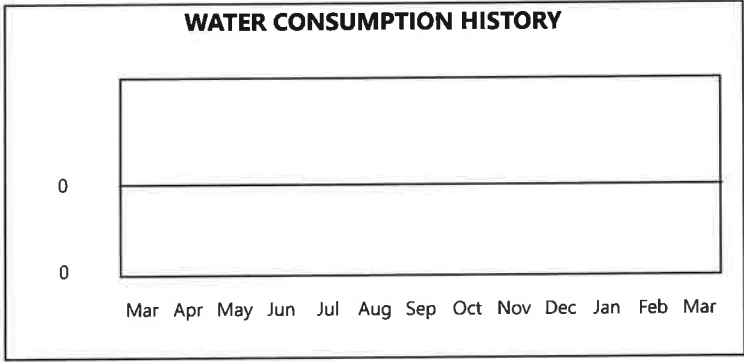 WATER CONSUMPTION HISTORY
0
0
Mar Apr May Jun Jul Aug Sep Oct Nov Dec Jan Feb Mar